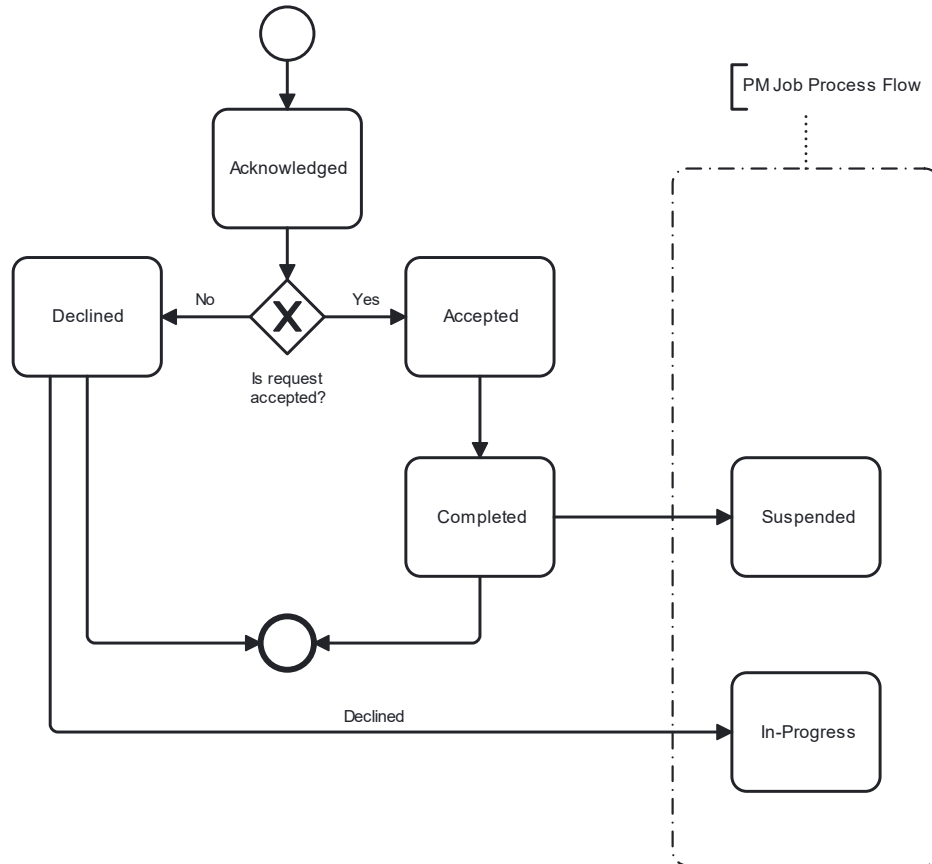 PM Job Process Flow
Acknowledged
Declined
No
X
Yes
Accepted
Is request
accepted?
Completed
Suspended
Declined
In-Progress